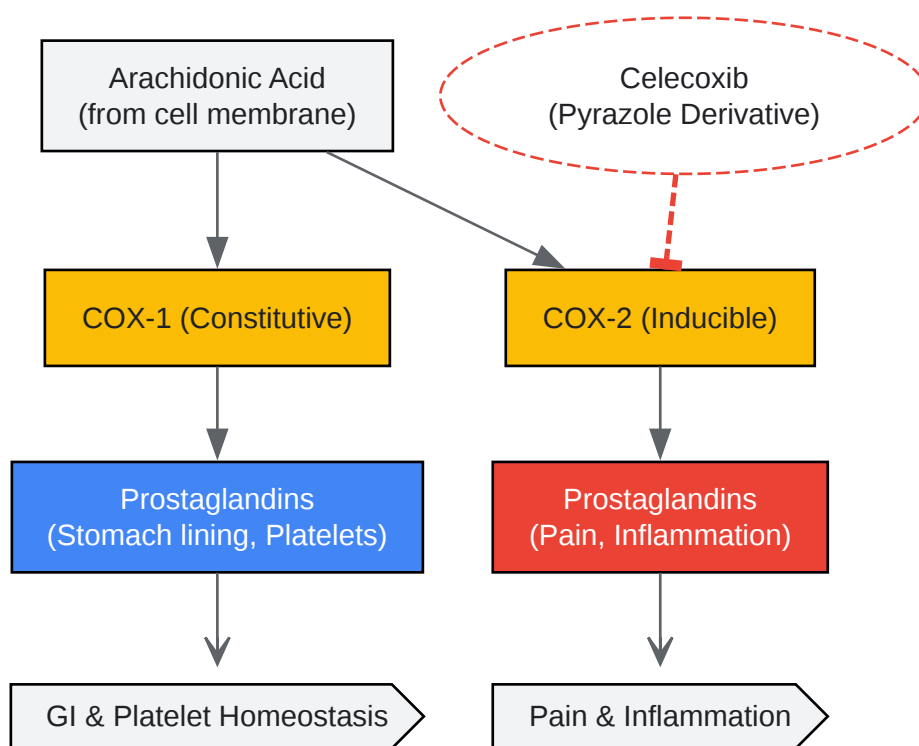 Arachidonic Acid
(from cell membrane)
Celecoxib
(Pyrazole Derivative)
COX-1 (Constitutive)
COX-2 (Inducible)
Prostaglandins
(Stomach lining, Platelets)
Prostaglandins
(Pain, Inflammation)
GI & Platelet Homeostasis
Pain & Inflammation